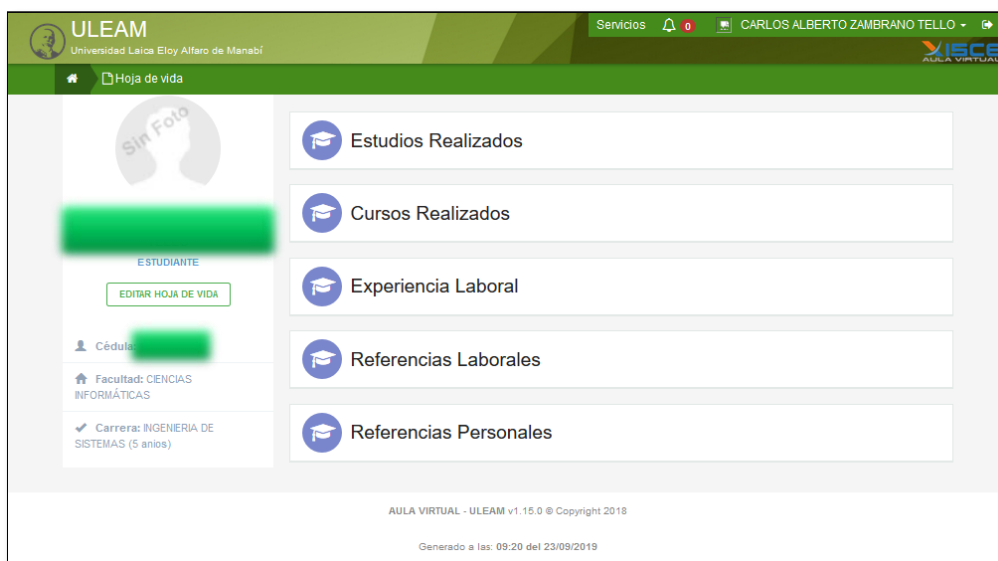 ULEAM
Universidad Laica Eloy Alfaro de Manabí
Servicios 0 CARLOS ALBERTO ZAMBRANO TELLO
XISCE
AULA VIRTUAL
Hoja de vida
Sin Foto
ESTUDIANTE
EDITAR HOJA DE VIDA
Cédula
Facultad: CIENCIAS
INFORMÁTICAS
Carrera: INGENIERIA DE
SISTEMAS (5 anios)
Estudios Realizados
Cursos Realizados
Experiencia Laboral
Referencias Laborales
Referencias Personales
AULA VIRTUAL - ULEAM v1.15.0 © Copyright 2018
Generado a las: 09:20 del 23/09/2019